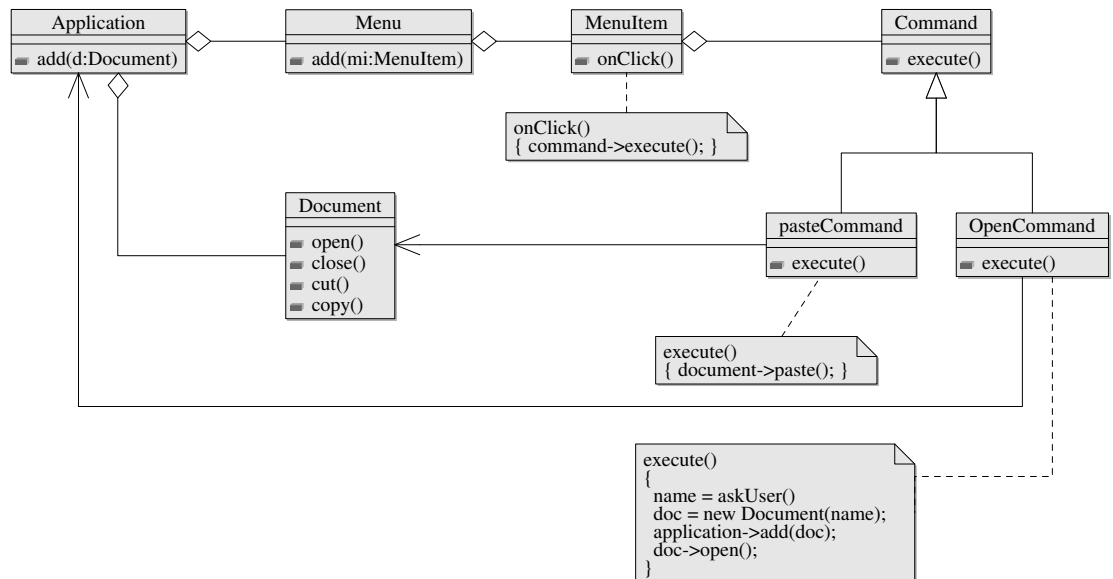 Application
add(d:Document)
Menu
add(mi:MenuItem)
MenuItem
onClick()
Command
execute()
onClick()
{ command->execute(); }
Document
open()
close()
cut()
copy()
pasteCommand
execute()
OpenCommand
execute()
execute()
{ document->paste(); }
execute()
{
name = askUser()
doc = new Document(name);
application->add(doc);
doc->open();
}